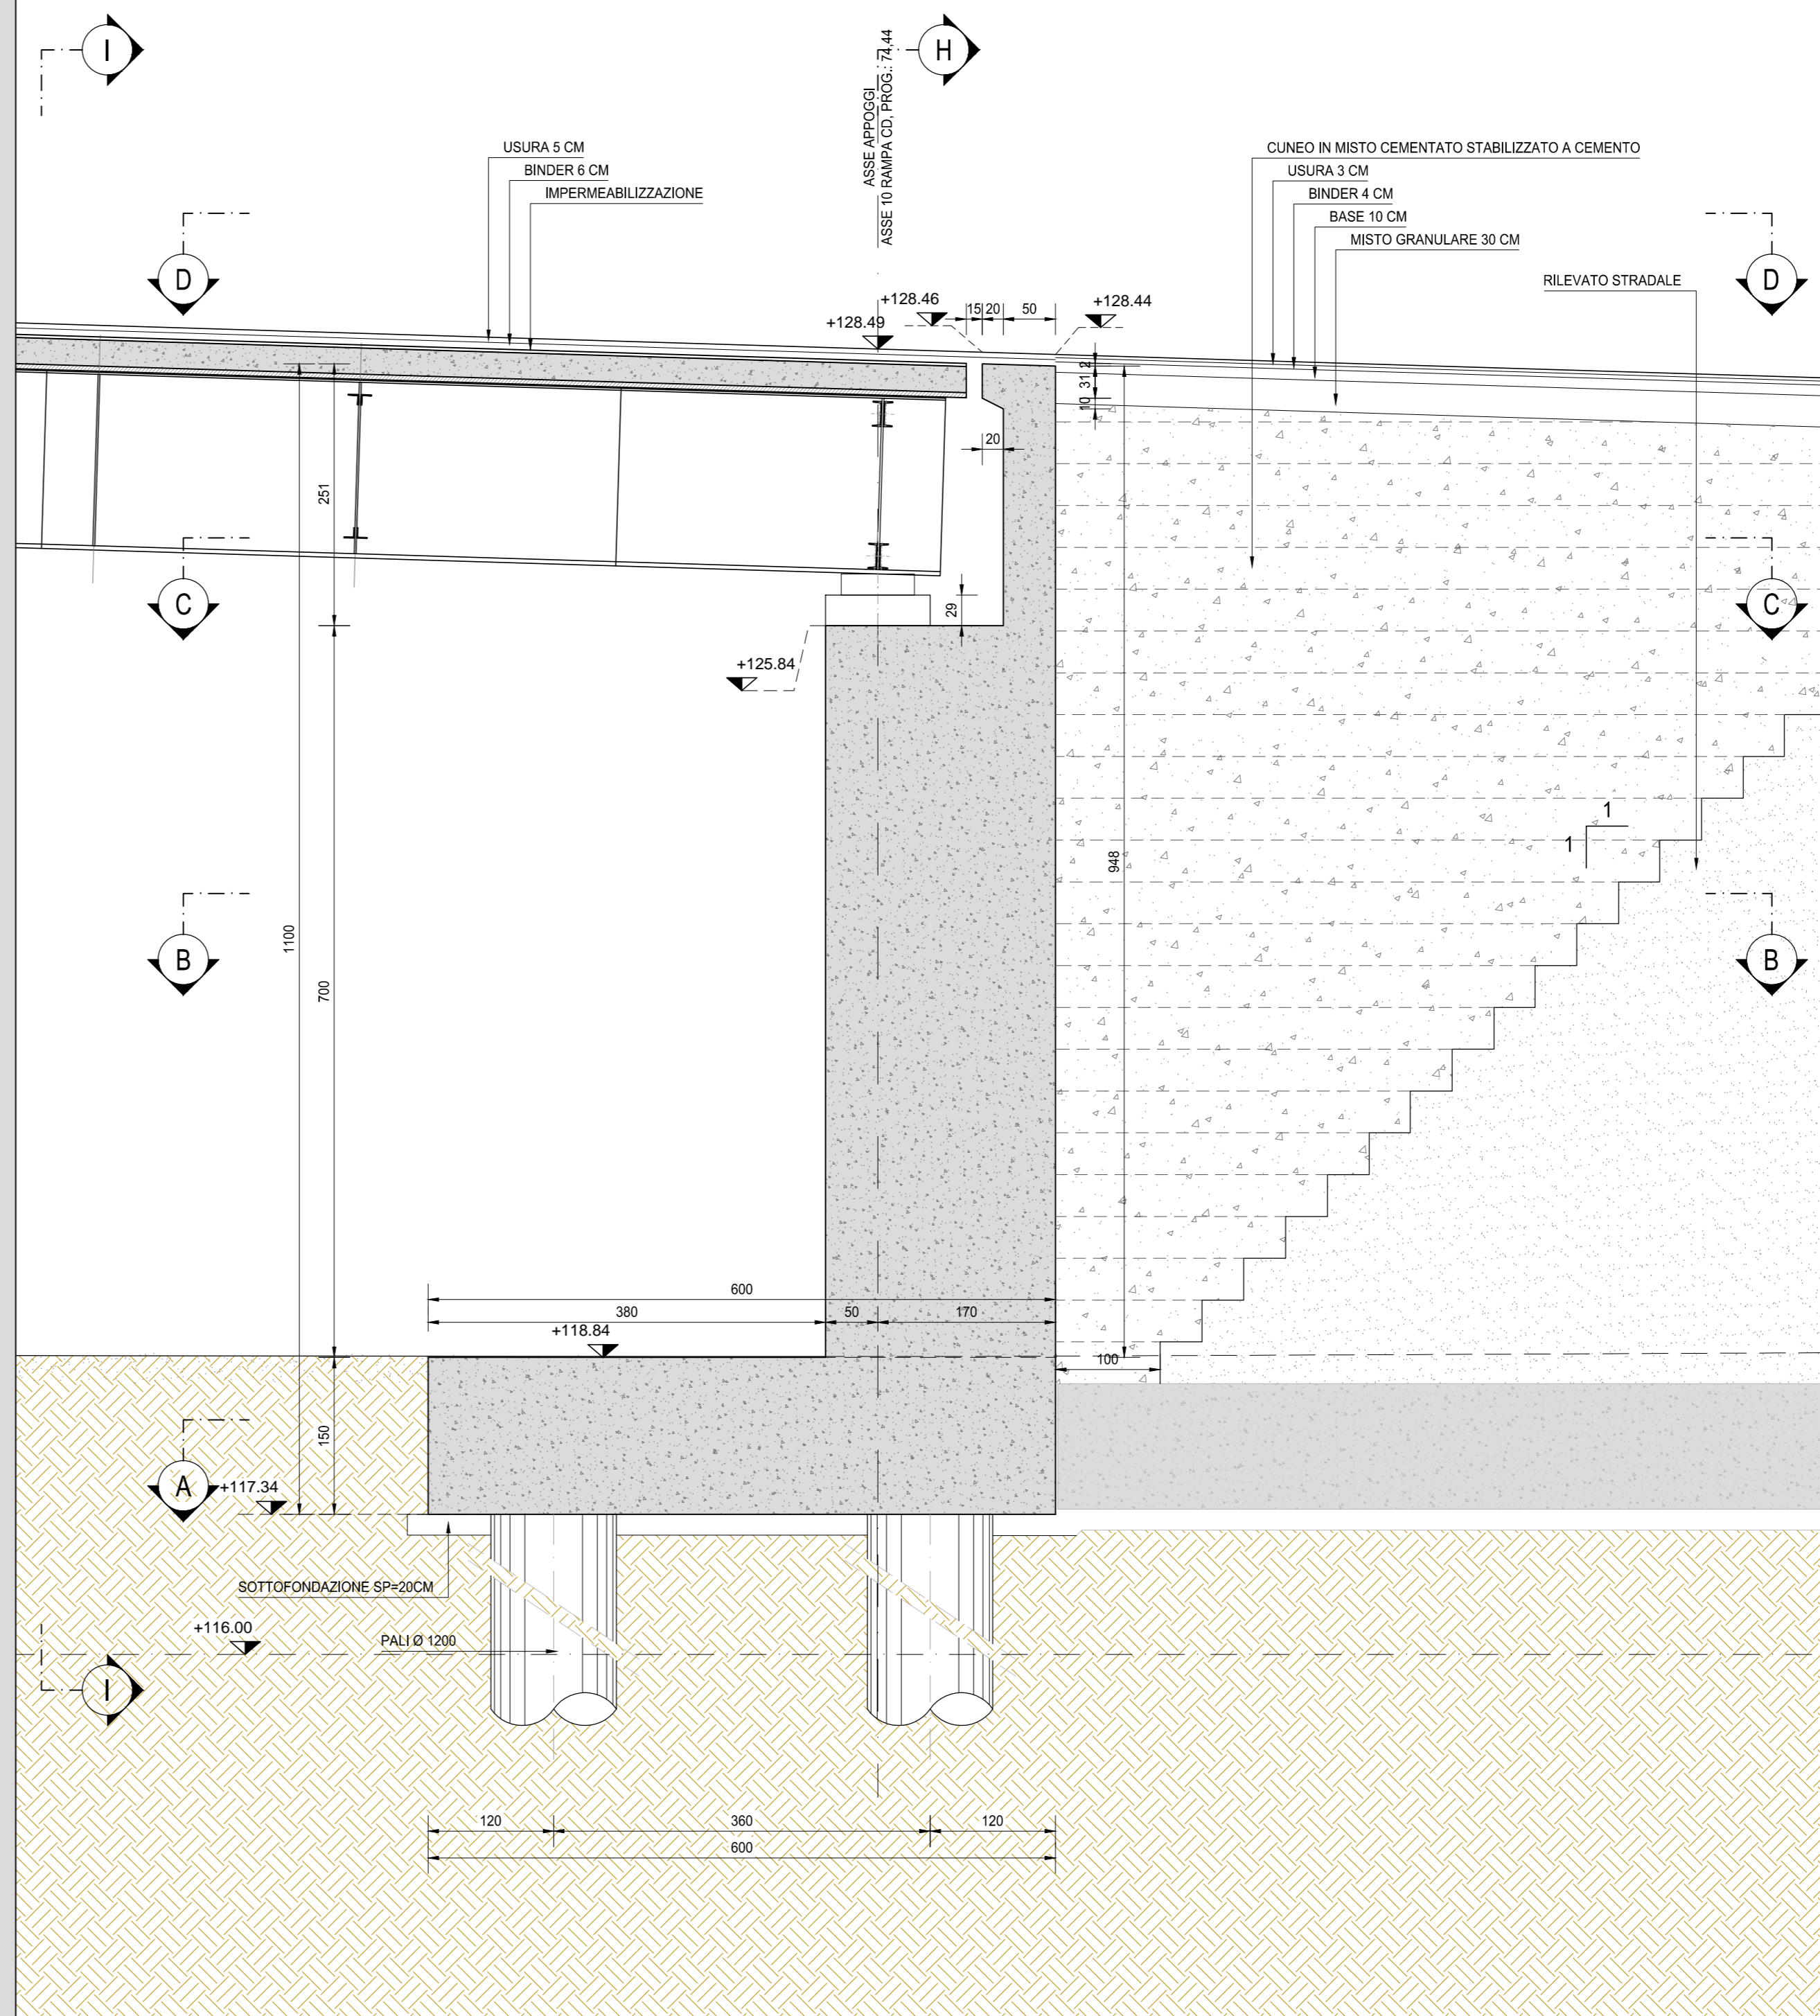 I
H
ASSE APPOGGI
ASSE 10 RAMPA CD, PROG.: 74,44
USURA 5 CM
BINDER 6 CM
IMPERMEABILIZZAZIONE
CUNEO IN MISTO CEMENTATO STABILIZZATO A CEMENTO
USURA 3 CM
BINDER 4 CM
BASE 10 CM
MISTO GRANULARE 30 CM
RILEVATO STRADALE
D
D
+128.46
15
20
50
+128.44
+128.49
2
31
10
20
251
C
C
29
+125.84
1
1
948
1100
B
B
700
600
380
50
170
+118.84
100
150
A
+117.34
SOTTOFONDAZIONE SP=20CM
+116.00
PALI Ø 1200
I
120
360
120
600